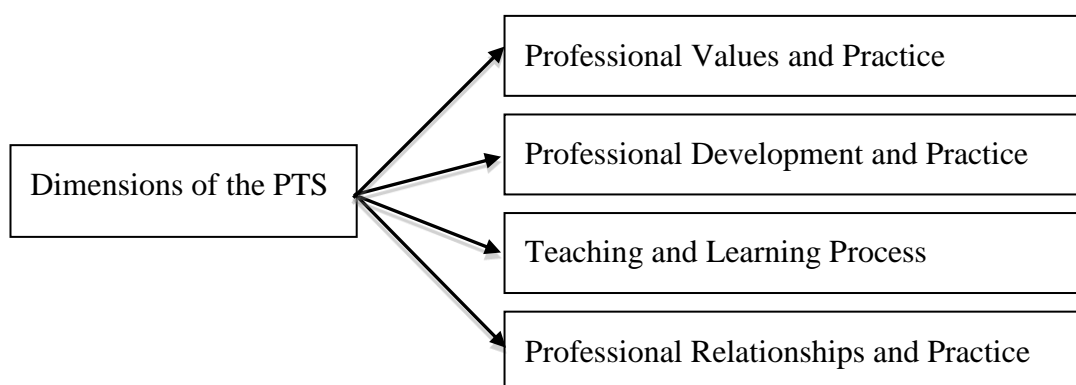 Dimensions of the PTS
Professional Values and Practice
Professional Development and Practice
Teaching and Learning Process
Professional Relationships and Practice